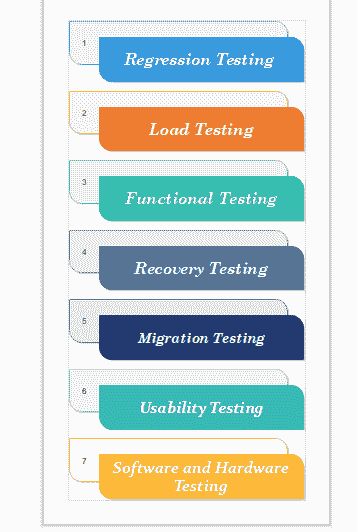 1
Regression Testing
2
Load Testing
3
Functional Testing
4
Recovery Testing
5
Migration Testing
6
Usability Testing
7
Software and Hardware
Testing